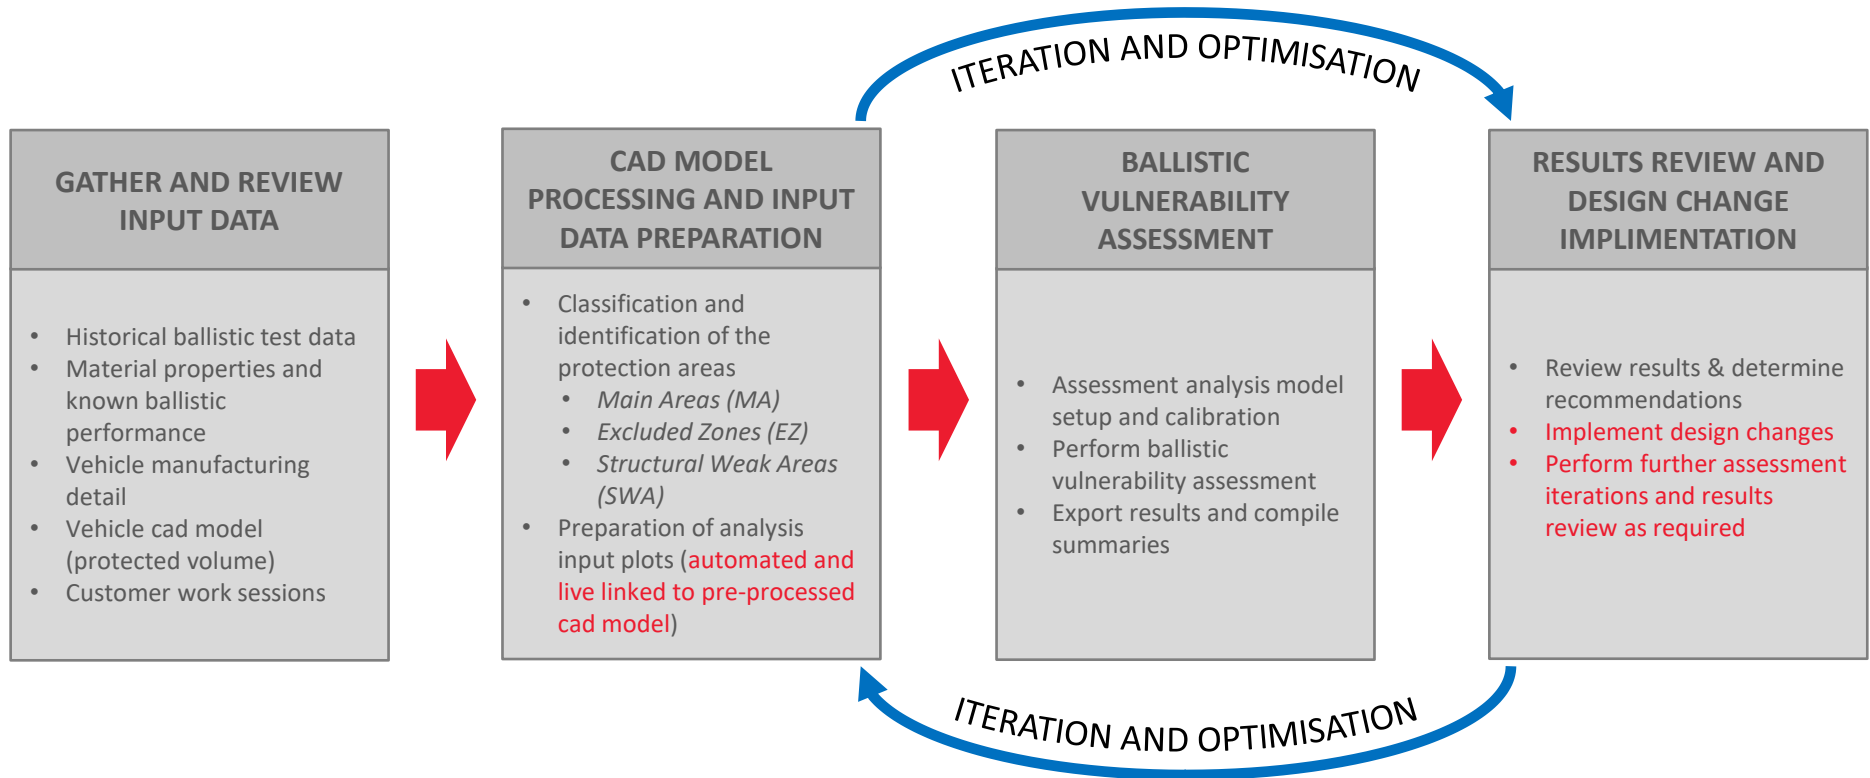 ITERATION AND OPTIMISATION
GATHER AND REVIEW
INPUT DATA
• Historical ballistic test data
• Material properties and
known ballistic
performance
• Vehicle manufacturing
detail
• Vehicle cad model
(protected volume)
• Customer work sessions
CAD MODEL
PROCESSING AND INPUT
DATA PREPARATION
• Classification and
identification of the
protection areas
• Main Areas (MA)
• Excluded Zones (EZ)
• Structural Weak Areas
(SWA)
• Preparation of analysis
input plots (automated and
live linked to pre-processed
cad model)
BALLISTIC
VULNERABILITY
ASSESSMENT
• Assessment analysis model
setup and calibration
• Perform ballistic
vulnerability assessment
• Export results and compile
summaries
RESULTS REVIEW AND
DESIGN CHANGE
IMPLIMENTATION
• Review results & determine
recommendations
• Implement design changes
• Perform further assessment
iterations and results
review as required
ITERATION AND OPTIMISATION